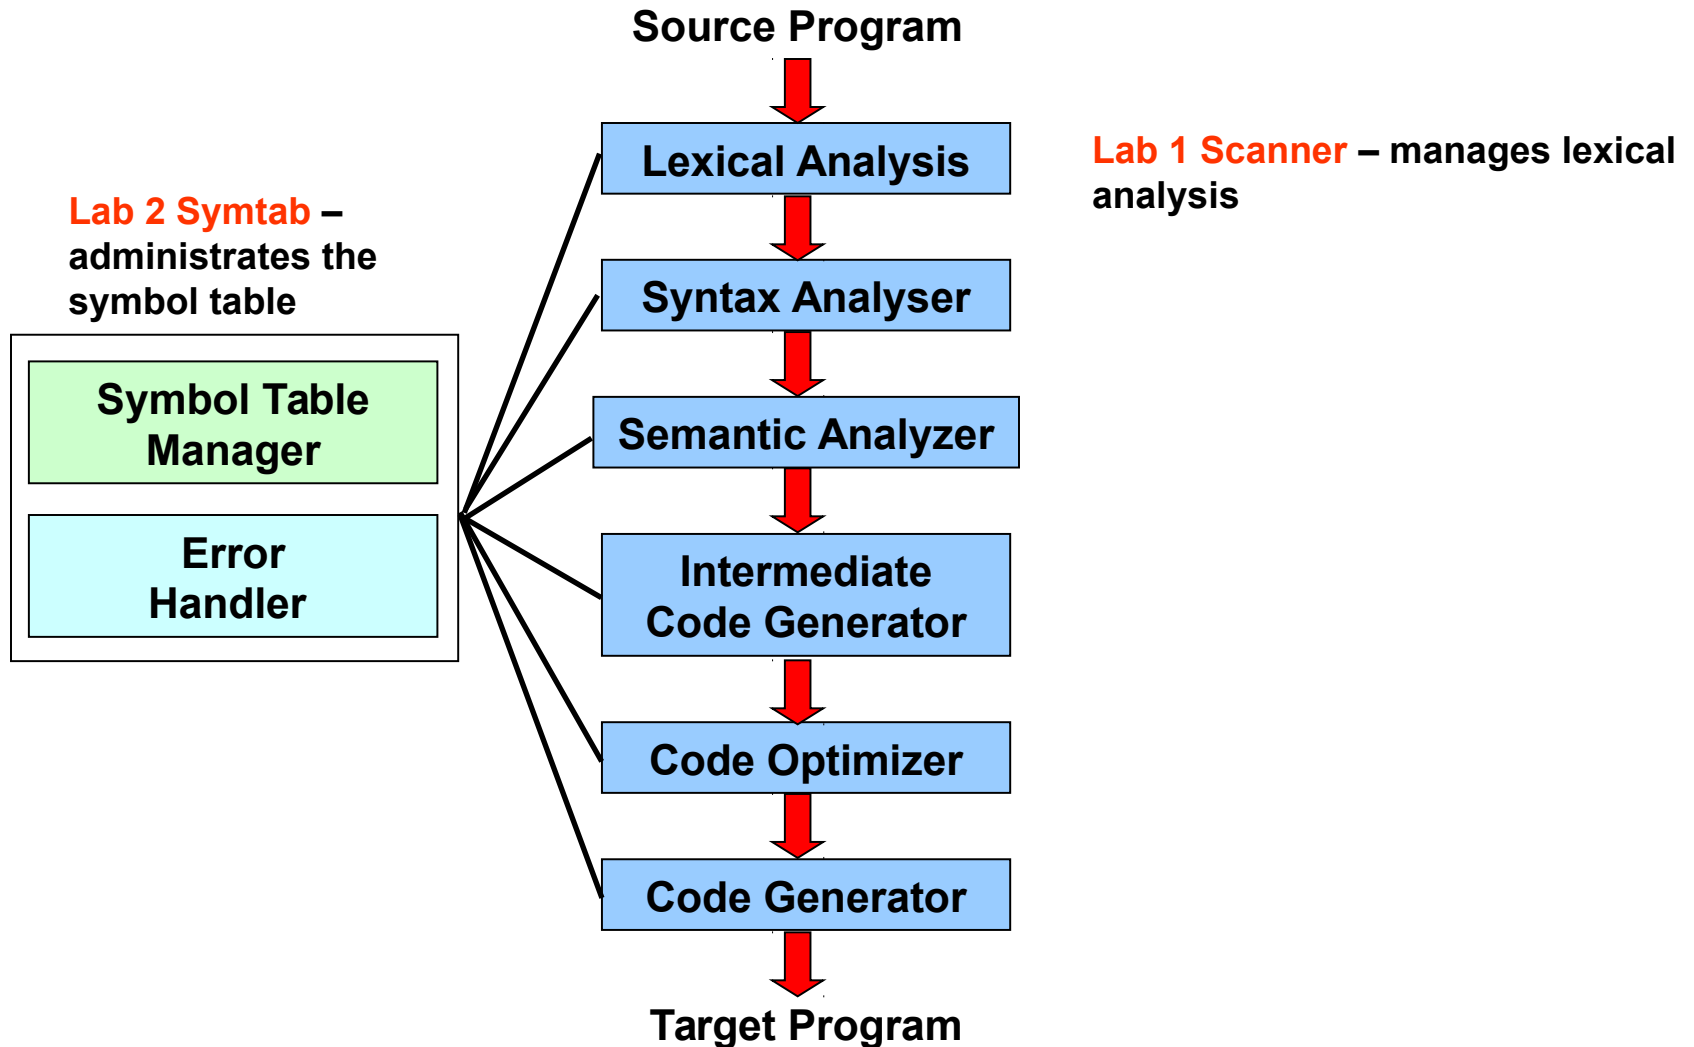 Source Program
Lexical Analysis
Lab 1 Scanner – manages lexical
analysis
Lab 2 Symtab –
administrates the
symbol table
Syntax Analyser
Symbol Table
Manager
Semantic Analyzer
Error
Handler
Intermediate
Code Generator
Code Optimizer
Code Generator
Target Program